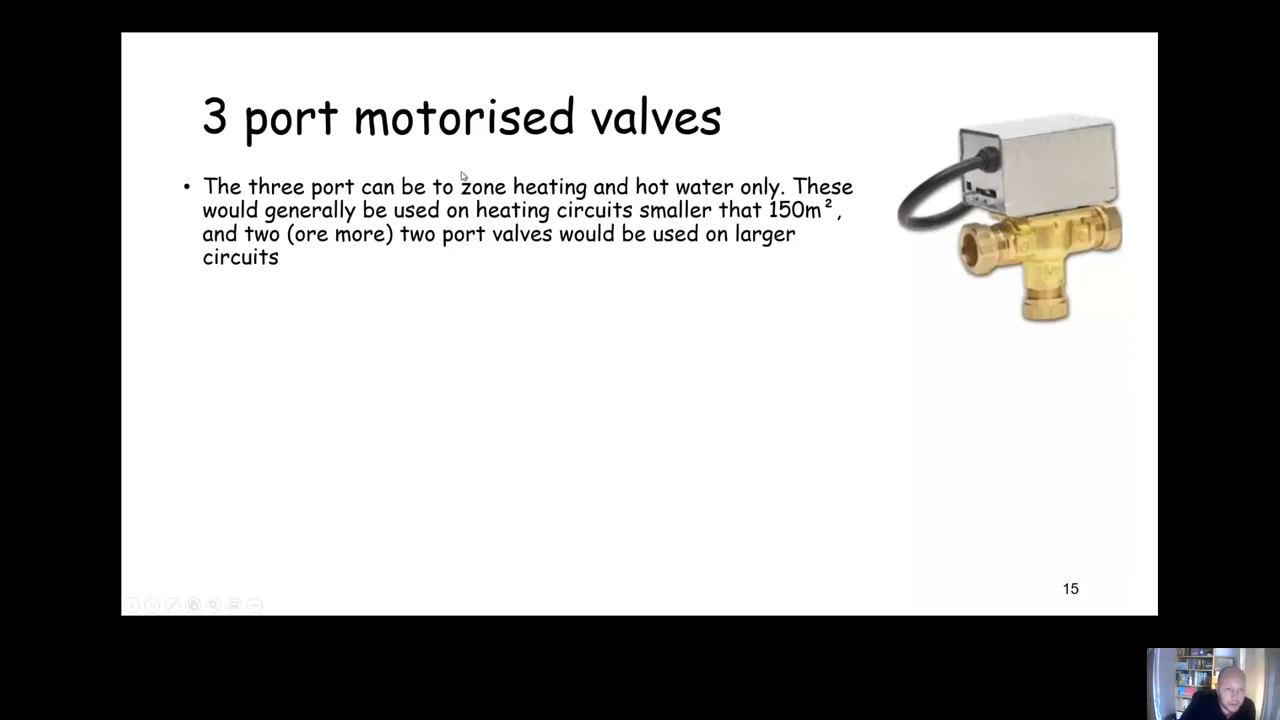 3 port motorised valves
• The three port can be to zone heating and hot water only. These
would generally be used on heating circuits smaller that 150m²,
and two (ore more) two port valves would be used on larger
circuits
15